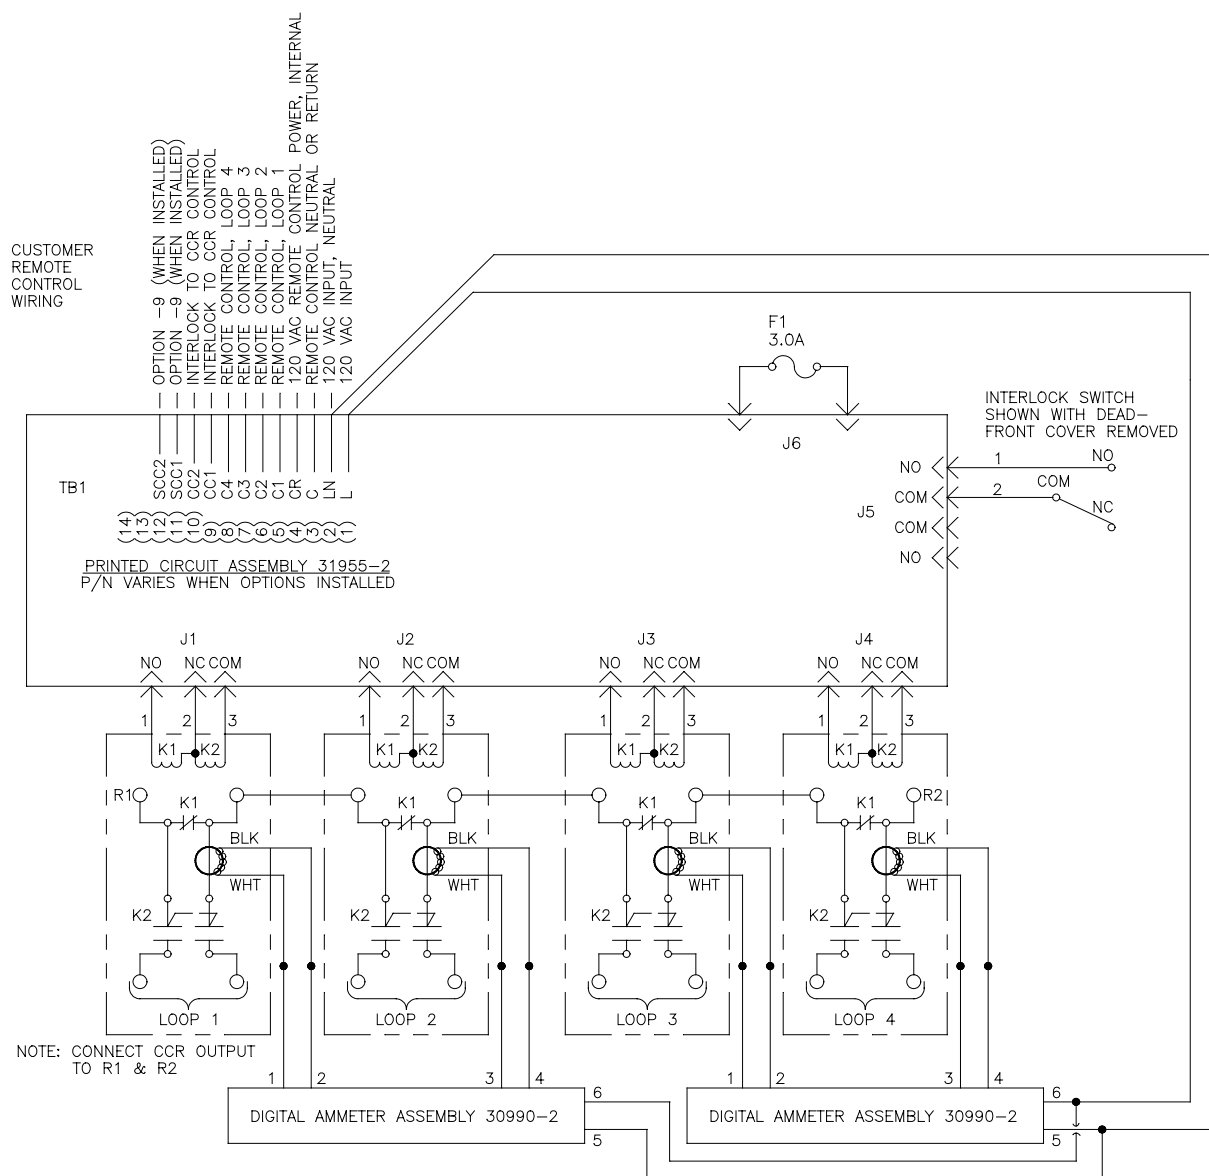 CUSTOMER
REMOTE
CONTROL
WIRING
OPTION -9 (WHEN INSTALLED)
OPTION -9 (WHEN INSTALLED)
INTERLOCK TO CCR CONTROL
INTERLOCK TO CCR CONTROL
REMOTE CONTROL, LOOP 4
REMOTE CONTROL, LOOP 3
REMOTE CONTROL, LOOP 2
REMOTE CONTROL, LOOP 1
120 VAC REMOTE CONTROL POWER, INTERNAL
REMOTE CONTROL NEUTRAL OR RETURN
120 VAC INPUT, NEUTRAL
120 VAC INPUT
F1
3.0A
J6
INTERLOCK SWITCH
SHOWN WITH DEAD-
FRONT COVER REMOVED
NO 1 NO
COM 2 COM
NC
J5
COM
NO
TB1
SCC2
SCC1
CC2
CC1
C4
C3
C2
C1
CR
C
LN
L
(14)
(13)
(12)
(11)
(10)
(9)
(8)
(7)
(6)
(5)
(4)
(3)
(2)
(1)
PRINTED CIRCUIT ASSEMBLY 31955-2
P/N VARIES WHEN OPTIONS INSTALLED
J1 J2 J3 J4
NO NC COM NO NC COM NO NC COM NO NC COM
1 2 3 1 2 3 1 2 3 1 2 3
K1 K2 K1 K2 K1 K2 K1 K2
R1 K1 K1 K1 K1 R2
BLK BLK BLK BLK
WHT WHT WHT WHT
K2 K2 K2 K2
LOOP 1 LOOP 2 LOOP 3 LOOP 4
NOTE: CONNECT CCR OUTPUT
TO R1 & R2
1 2 3 4 1 2 3 4
6 6
DIGITAL AMMETER ASSEMBLY 30990-2 DIGITAL AMMETER ASSEMBLY 30990-2
5 5